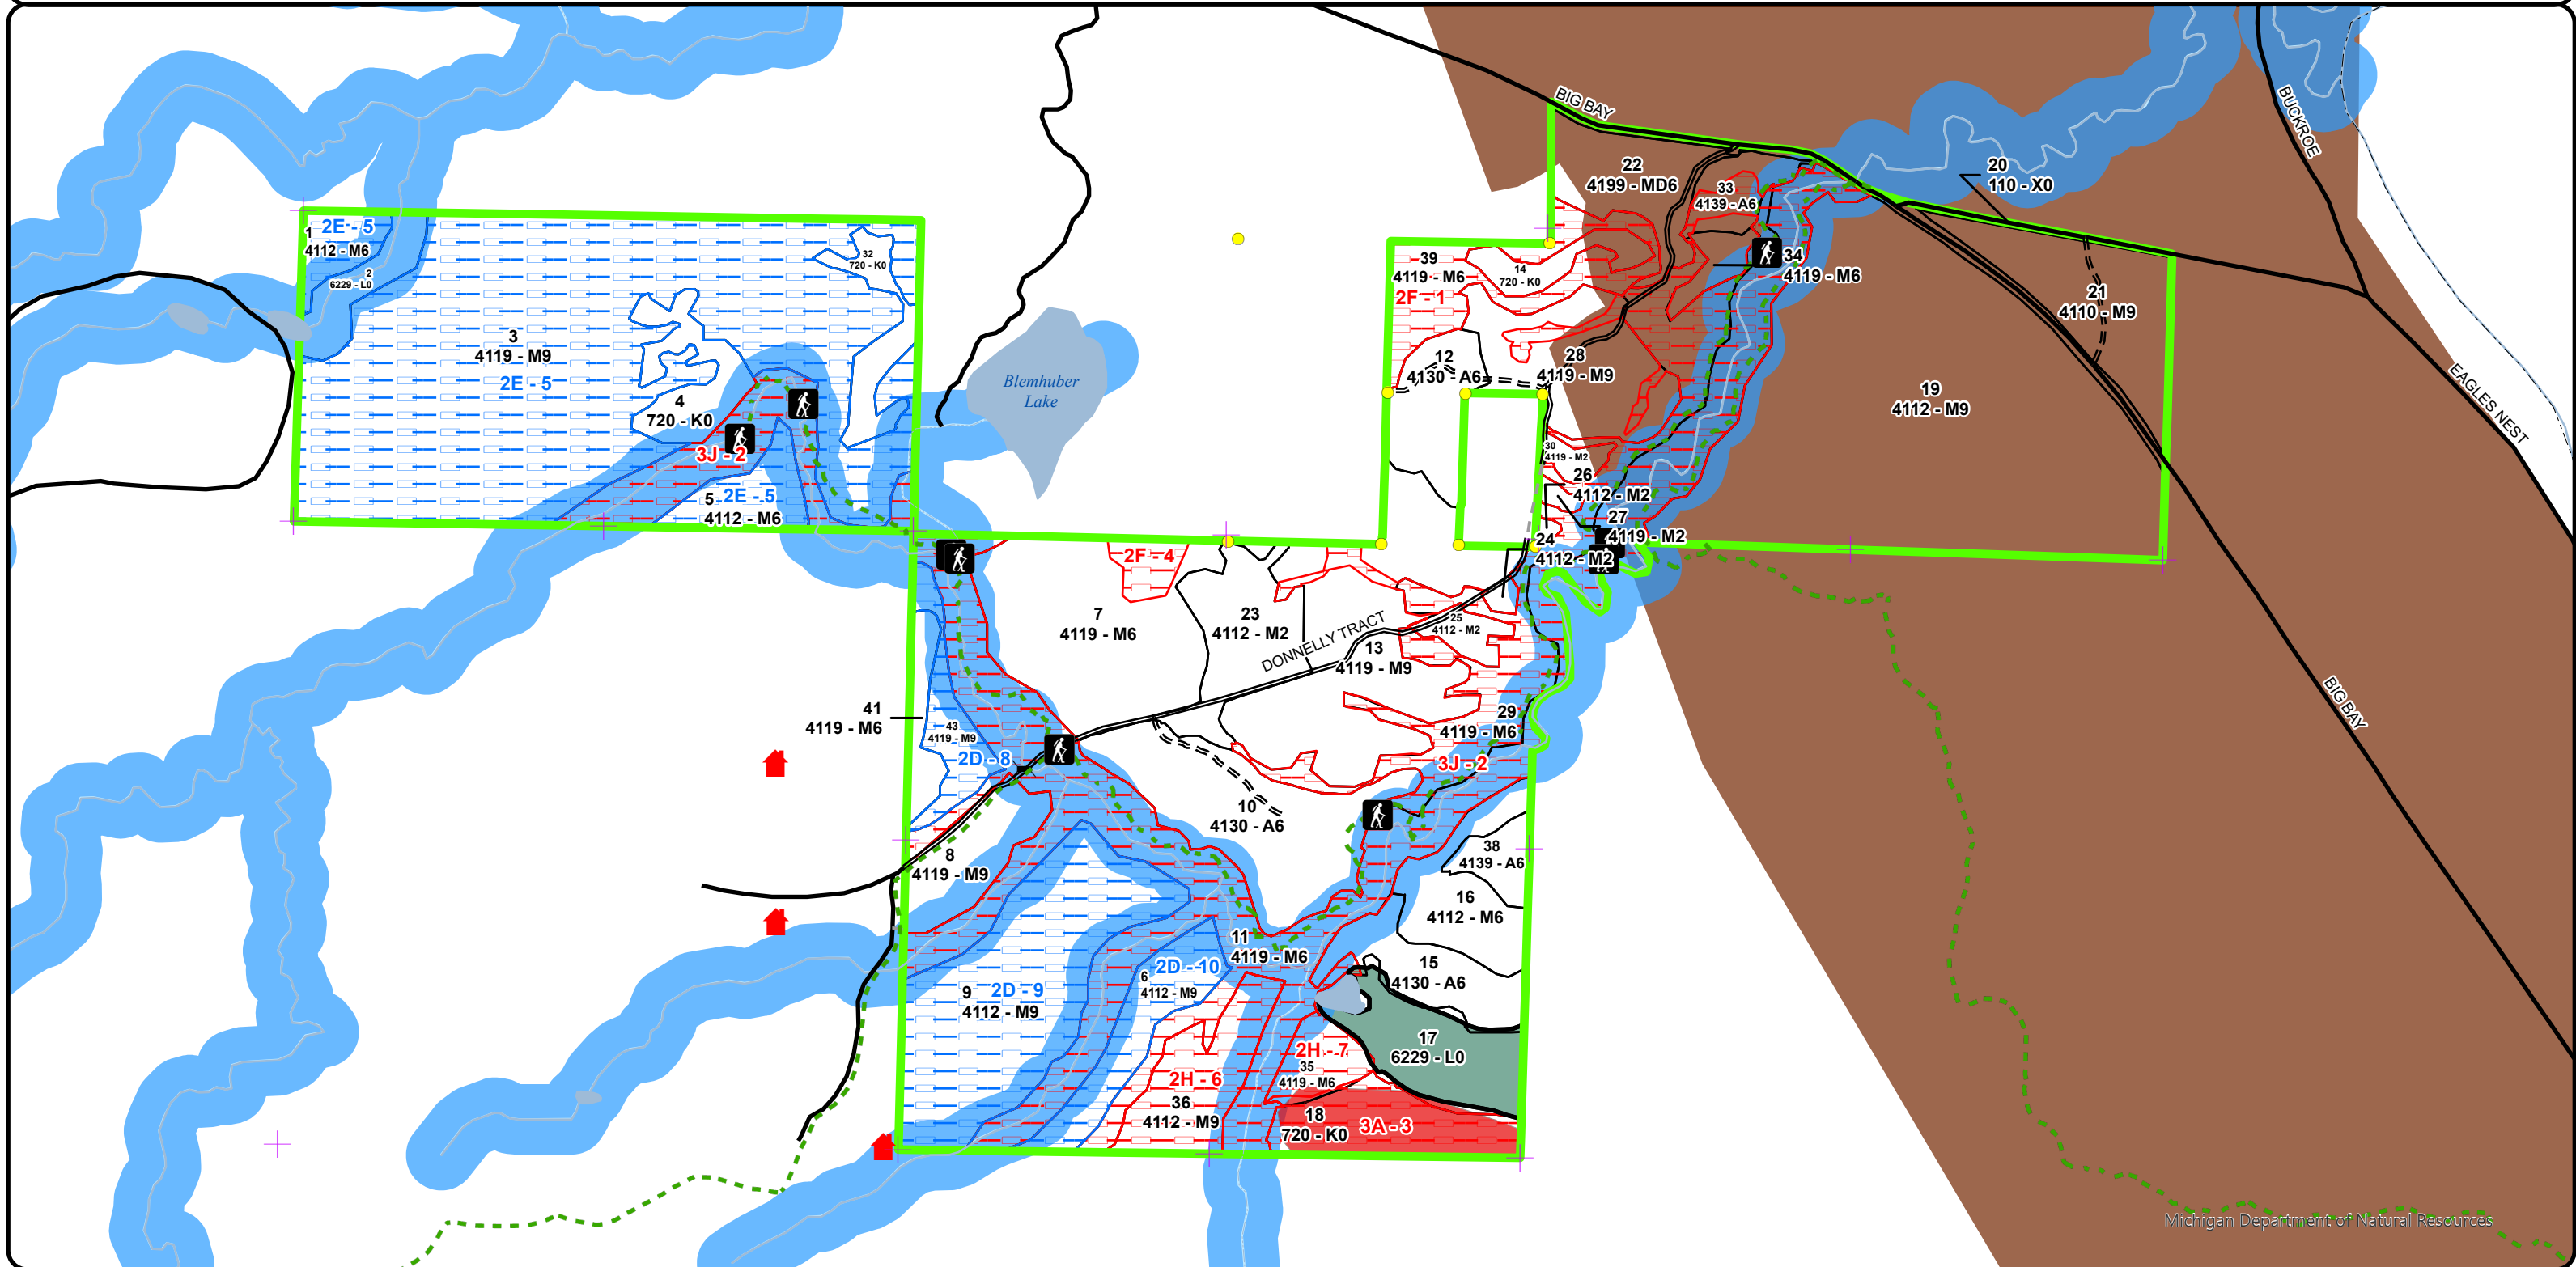 BIG BAY
BUCKROE
22
4199 - MD6
33
4139 - A6
20
110 - X0
1
2E - 5
4112 - M6
2
6229 - L0
32
720 - K0
39
4119 - M6
2F - 1
14
720 - K0
34
4119 - M6
21
4110 - M9
3
4119 - M9
2E - 5
Blemhuber
Lake
12
4130 - A6
28
4119 - M9
19
4112 - M9
EAGLES NEST
4
720 - K0
3J - 2
5
2E - 5
4112 - M6
30
4119 - M2
26
4112 - M2
27
4119 - M2
24
4112 - M2
2F - 4
7
4119 - M6
23
4112 - M2
DONNELLY TRACT
25
4112 - M2
13
4119 - M9
41
4119 - M6
43
4119 - M9
2D - 8
29
4119 - M6
3J - 2
BIG BAY
10
4130 - A6
8
4119 - M9
38
4139 - A6
16
4112 - M6
11
4119 - M6
15
4130 - A6
9
2D - 9
4112 - M9
2D - 10
6
4112 - M9
17
6229 - L0
2H - 7
35
4119 - M6
2H - 6
36
4112 - M9
18
720 - K0
3A - 3
Michigan Department of Natural Resources